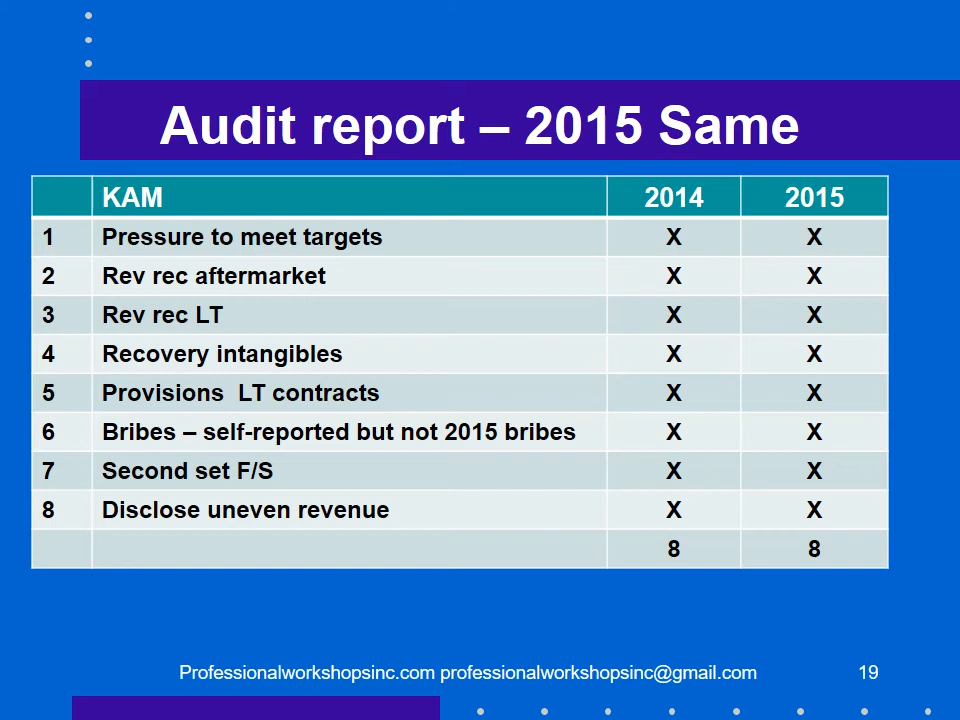 Audit report – 2015 Same
KAM 2014 2015
1 Pressure to meet targets X X
2 Rev rec aftermarket X X
3 Rev rec LT X X
4 Recovery intangibles X X
5 Provisions  LT contracts X X
6 Bribes – self-reported but not 2015 bribes X X
7 Second set F/S X X
8 Disclose uneven revenue X X
8 8
Professionalworkshopsinc.com professionalworkshopsinc@gmail.com 19